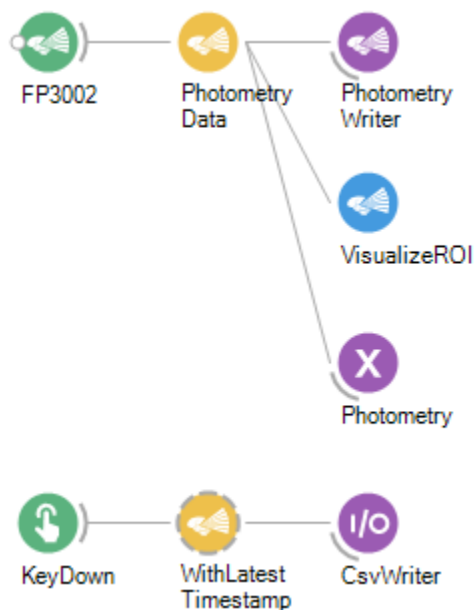 FP3002
Photometry
Data
Photometry
Writer
VisualizeROI
X
Photometry
KeyDown
WithLatest
Timestamp
I/O
CsvWriter